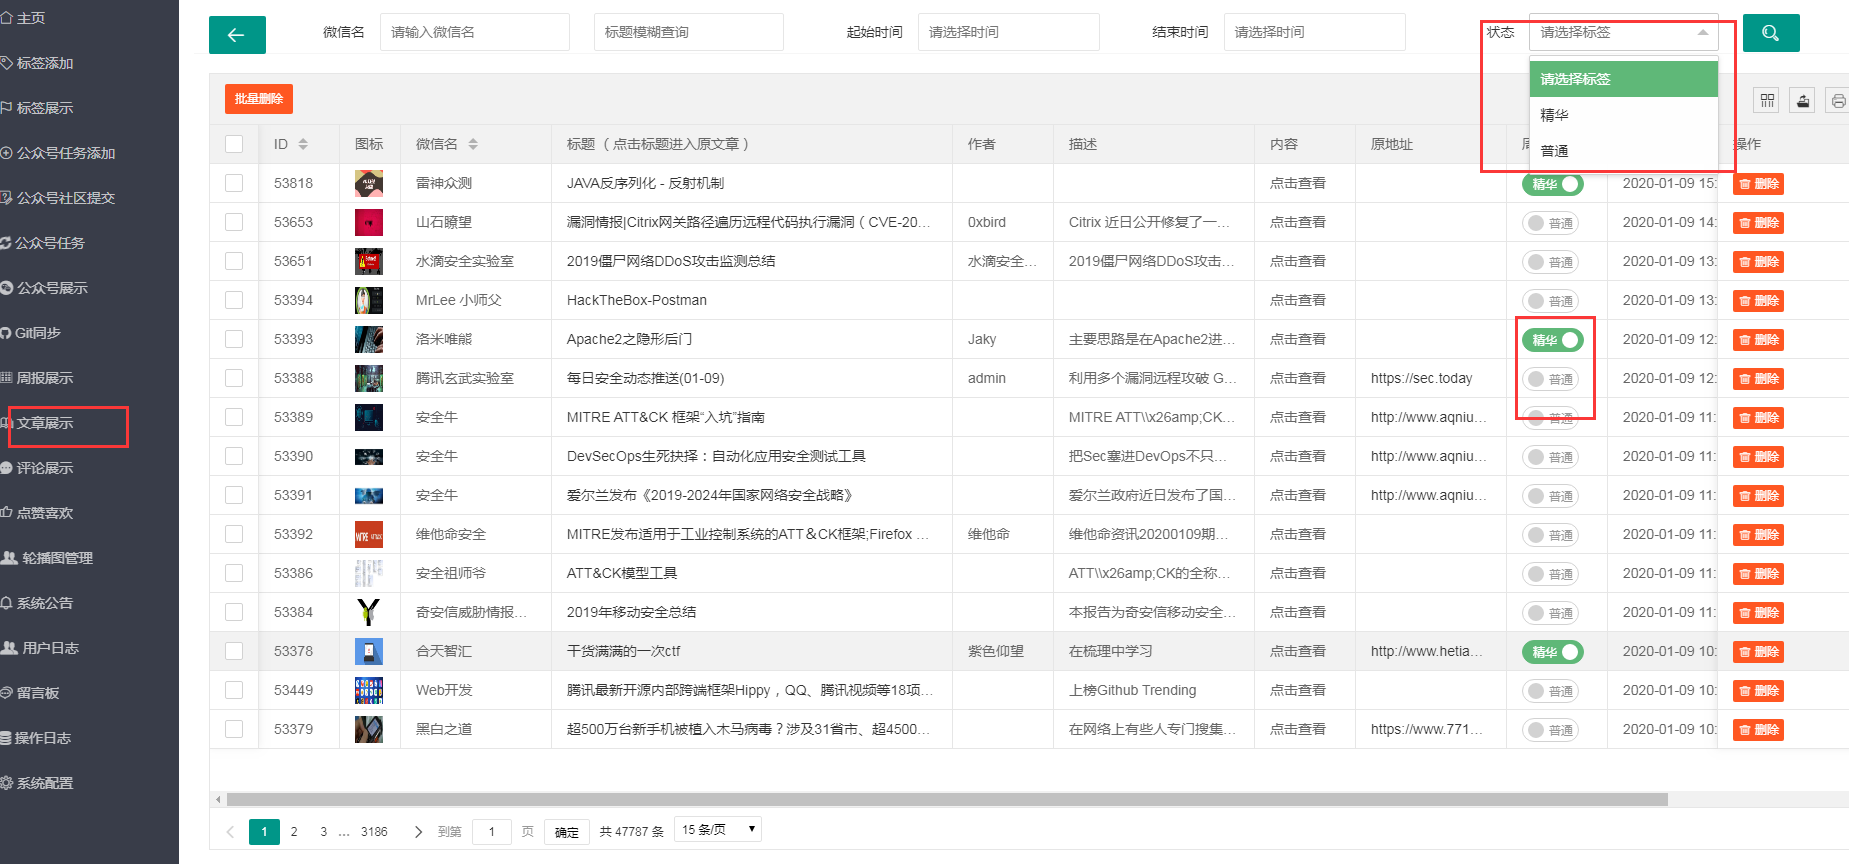 主页
标签添加
标签展示
公众号任务添加
公众号社区提交
公众号任务
公众号展示
Git同步
周报展示
文章展示
评论展示
点赞喜欢
轮播图管理
系统公告
用户日志
留言板
操作日志
系统配置
微信名 请输入微信名 标题模糊查询 起始时间 请选择时间 结束时间 请选择时间 状态 请选择标签
请选择标签
精华
普通
批量删除
ID 图标 微信名 标题 ( 点击标题进入原文章 ) 作者 描述 内容 原地址 操作
53818 雷神众测 JAVA反序列化 - 反射机制 点击查看 精华 2020-01-09 15: 删除
53653 山石瞭望 漏洞情报|Citrix网关路径遍历远程代码执行漏洞 ( CVE-20... 0xbird Citrix 近日公开修复了一... 点击查看 普通 2020-01-09 14: 删除
53651 水滴安全实验室 2019僵尸网络DDoS攻击监测总结 水滴安全... 2019僵尸网络DDoS攻击... 点击查看 普通 2020-01-09 13: 删除
53394 MrLee 小师父 HackTheBox-Postman 点击查看 普通 2020-01-09 13: 删除
53393 洛米唯熊 Apache2之隐形后门 Jaky 主要思路是在Apache2进... 点击查看 精华 2020-01-09 12: 删除
53388 腾讯玄武实验室 每日安全动态推送(01-09) admin 利用多个漏洞远程攻破 G... 点击查看 https://sec.today 普通 2020-01-09 12: 删除
53389 安全牛 MITRE ATT&CK 框架“入坑”指南 MITRE ATT\\x26amp;CK... 点击查看 http://www.aqniu... 普通 2020-01-09 11: 删除
53390 安全牛 DevSecOps生死抉择：自动化应用安全测试工具 把Sec塞进DevOps不只... 点击查看 http://www.aqniu... 普通 2020-01-09 11: 删除
53391 安全牛 爱尔兰发布《2019-2024年国家网络安全战略》 爱尔兰政府近日发布了国... 点击查看 http://www.aqniu... 普通 2020-01-09 11: 删除
53392 维他命安全 MITRE发布适用于工业控制系统的ATT＆CK框架;Firefox ... 维他命 维他命资讯20200109期... 点击查看 普通 2020-01-09 11: 删除
53386 安全祖师爷 ATT&CK模型工具 ATT\\x26amp;CK的全称... 点击查看 普通 2020-01-09 11: 删除
53384 奇安信威胁情报... 2019年移动安全总结 本报告为奇安信移动安全... 点击查看 普通 2020-01-09 11: 删除
53378 合天智汇 干货满满的一次ctf 紫色仰望 在梳理中学习 点击查看 http://www.hetia... 精华 2020-01-09 10: 删除
53449 Web开发 腾讯最新开源内部跨端框架Hippy，QQ、腾讯视频等18项... 上榜Github Trending 点击查看 普通 2020-01-09 10: 删除
53379 黑白之道 超500万台新手机被植入木马病毒？涉及31省市、超4500... 在网络上有些人专门搜集... 点击查看 https://www.771... 普通 2020-01-09 10: 删除
1 2 3 ... 3186 到第 1 页 确定 共 47787 条 15 条/页